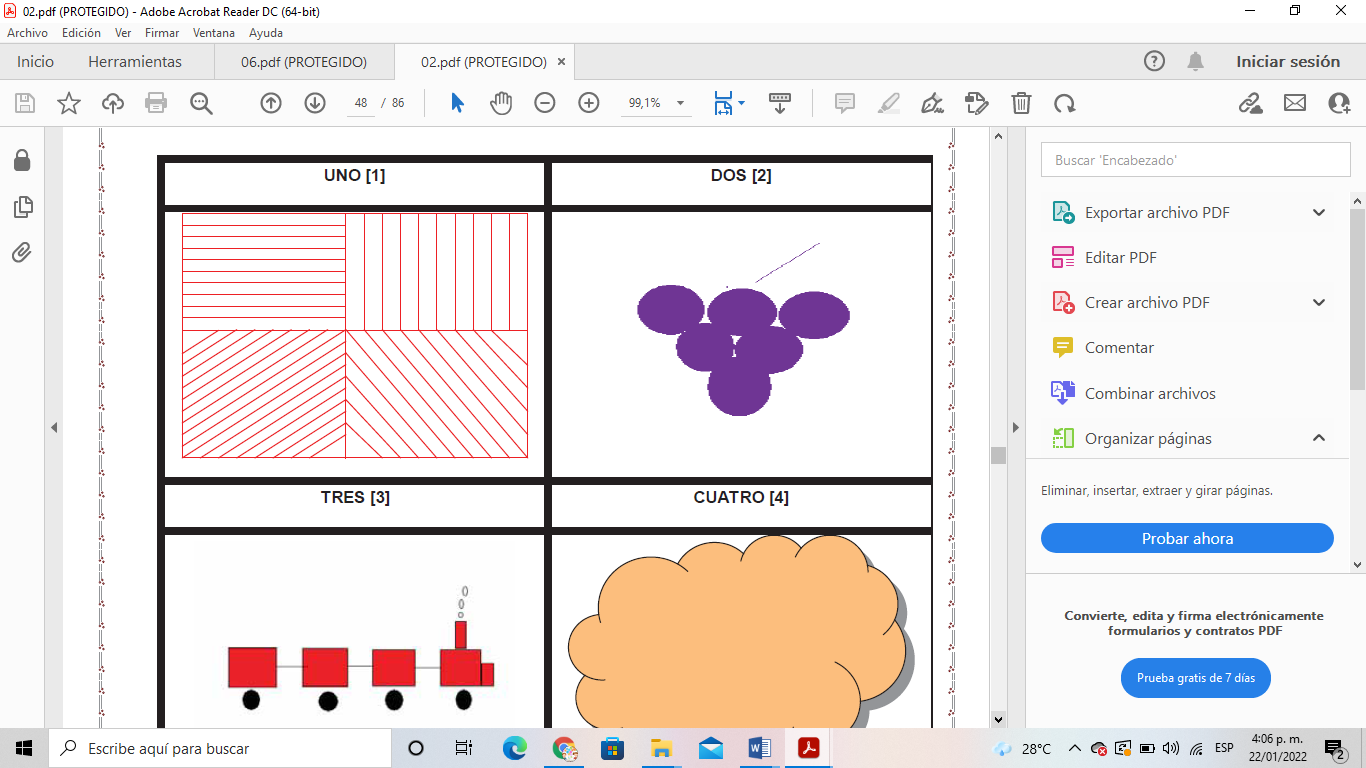 02.pdf (PROTEGIDO) - Adobe Acrobat Reader DC (64-bit)
Archivo Edición Ver Firmar Ventana Ayuda
Inicio Herramientas 06.pdf (PROTEGIDO) 02.pdf (PROTEGIDO) × Iniciar sesión
48 / 86 99,1%
UNO [1] DOS [2]
TRES [3] CUATRO [4]
Buscar 'Encabezado'
Exportar archivo PDF
Editar PDF
Crear archivo PDF
Comentar
Combinar archivos
Organizar páginas
Eliminar, insertar, extraer y girar páginas.
Probar ahora
Convierte, edita y firma electrónicamente
formularios y contratos PDF
Prueba gratis de 7 días
Escribe aquí para buscar 28°C ESP 4:06 p. m.
22/01/2022 2